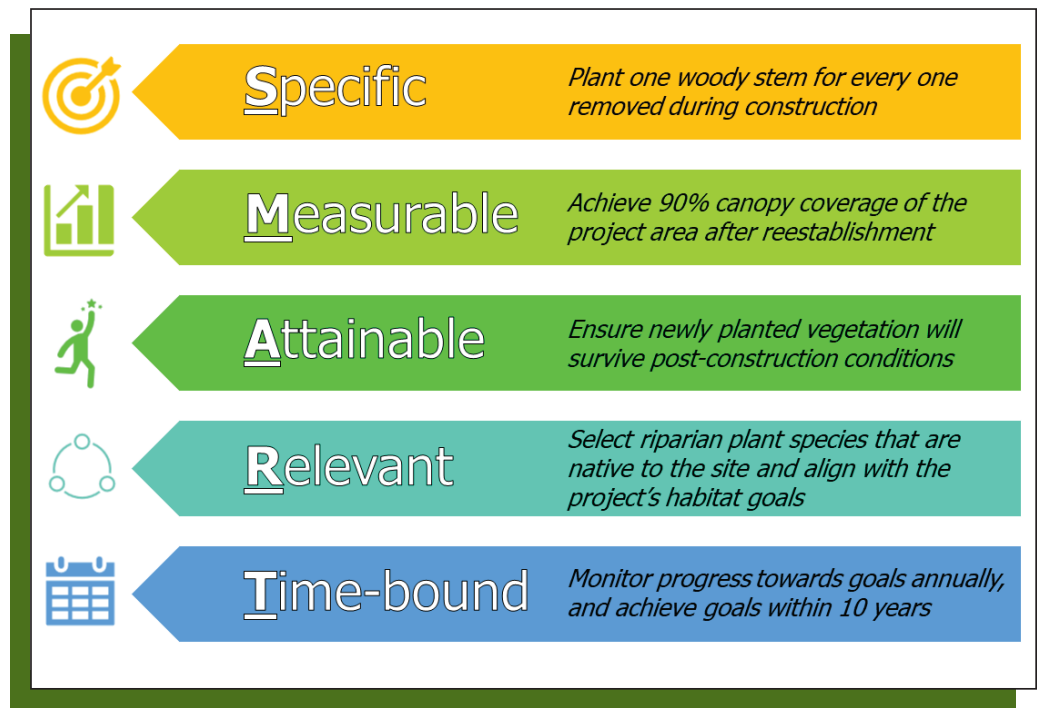 Specific
Plant one woody stem for every one
removed during construction
Measurable
Achieve 90% canopy coverage of the
project area after reestablishment
Attainable
Ensure newly planted vegetation will
survive post-construction conditions
Relevant
Select riparian plant species that are
native to the site and align with the
project’s habitat goals
Time-bound
Monitor progress towards goals annually,
and achieve goals within 10 years